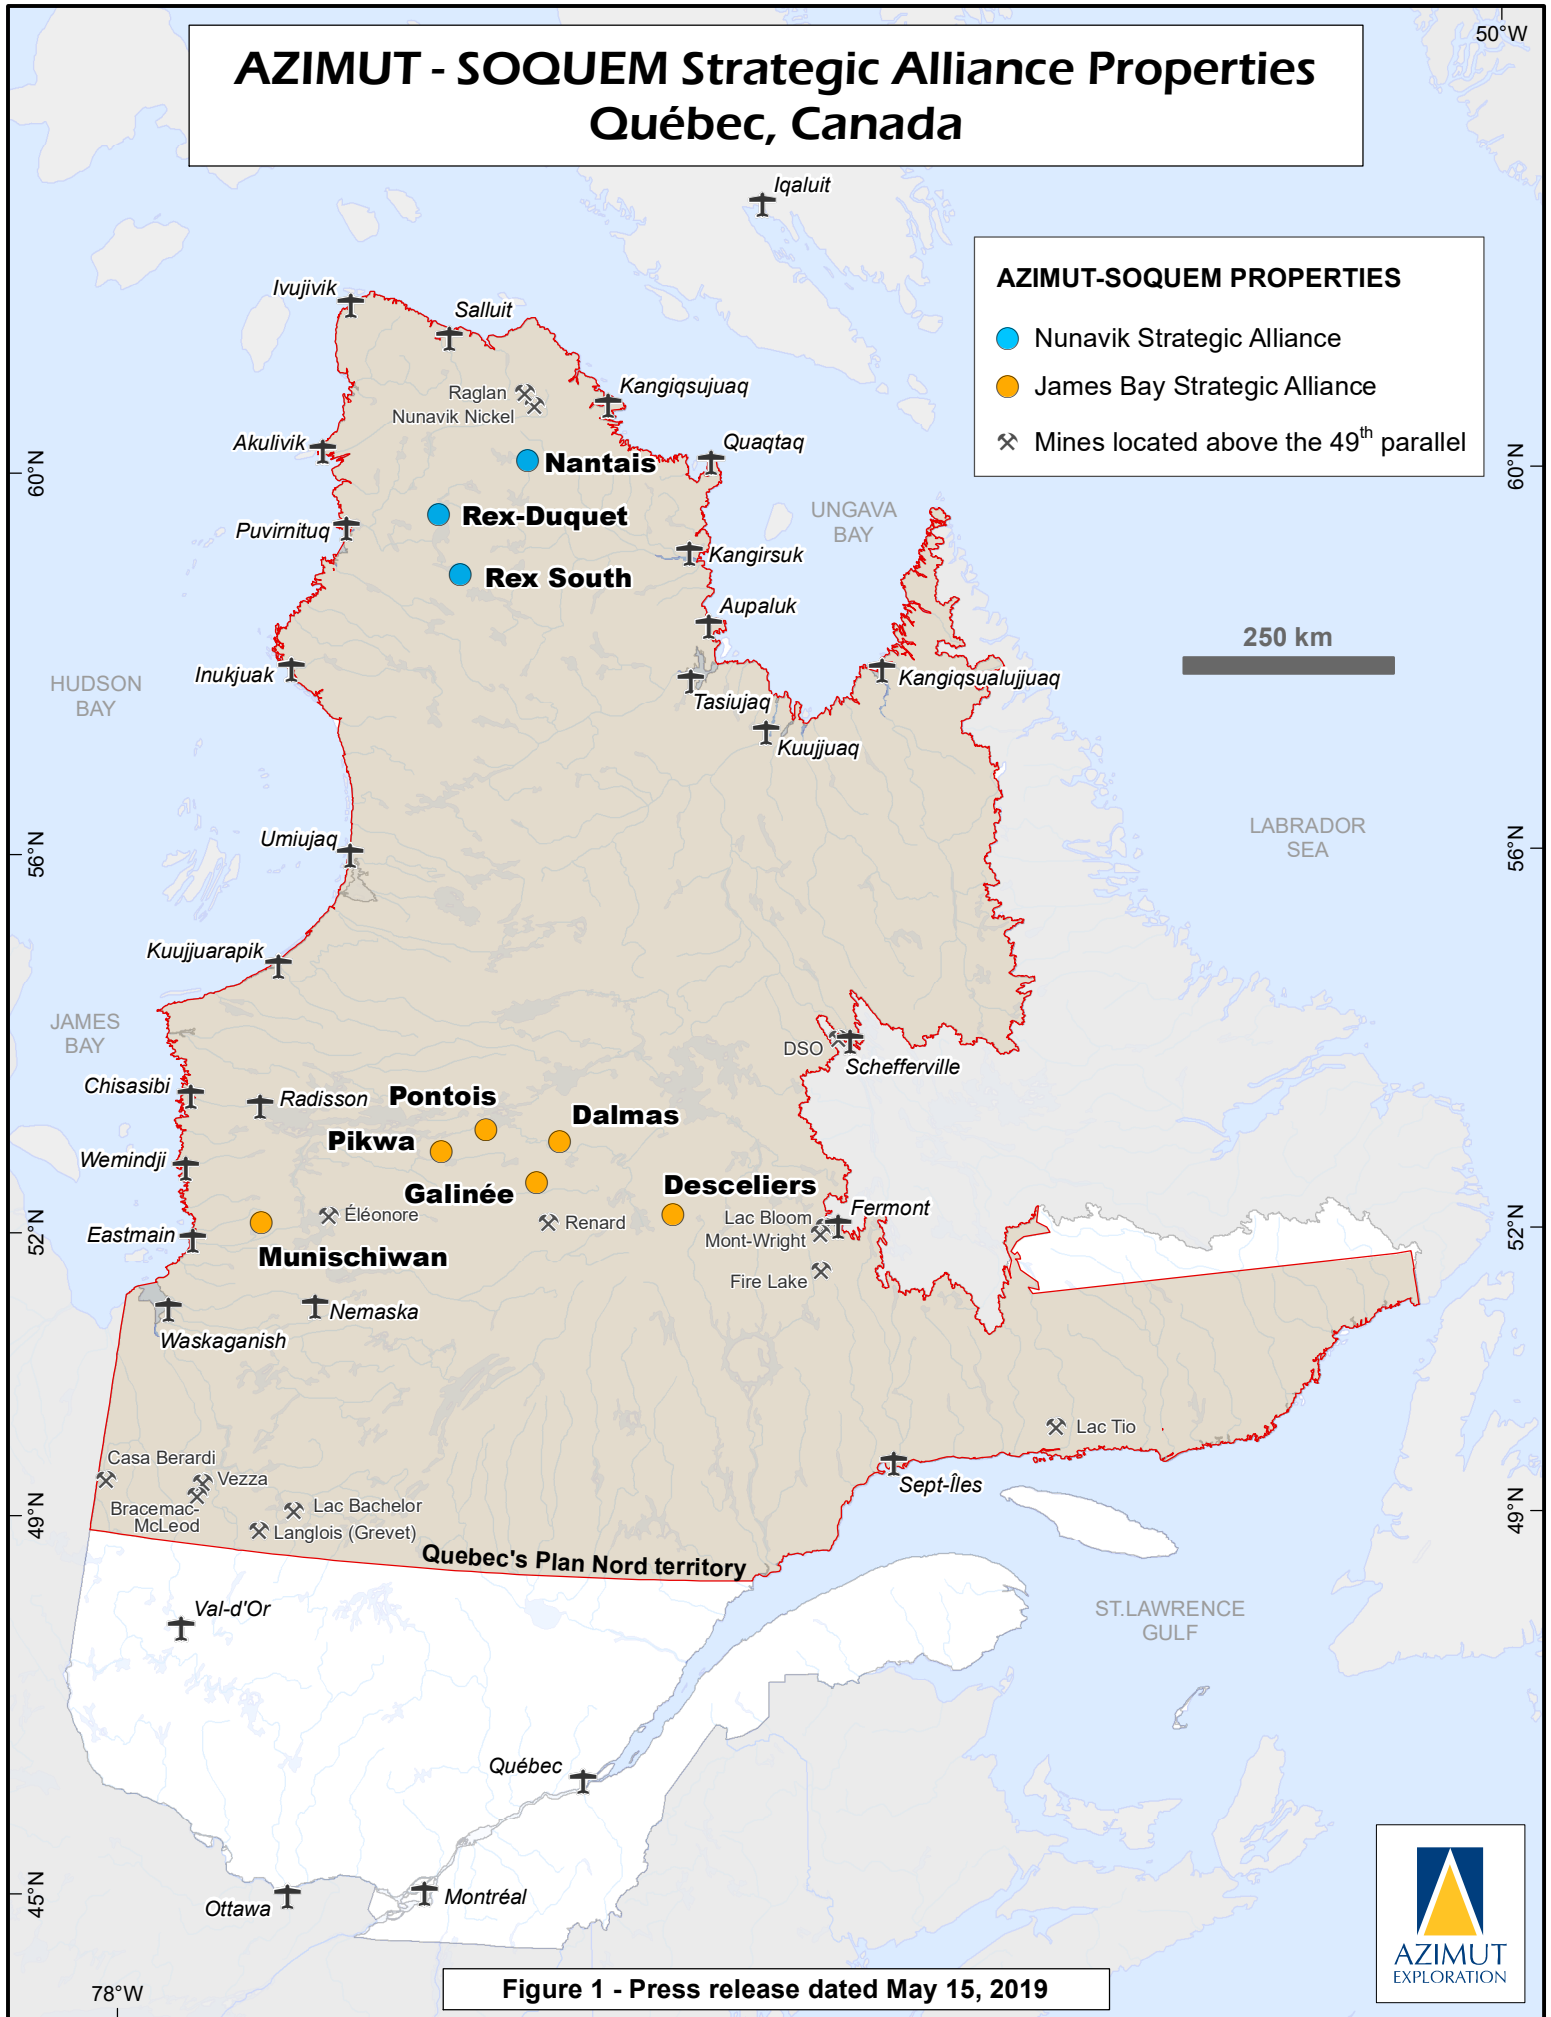 50°W
AZIMUT - SOQUEM Strategic Alliance Properties
Québec, Canada
Iqaluit
AZIMUT-SOQUEM PROPERTIES
Nunavik Strategic Alliance
James Bay Strategic Alliance
Mines located above the 49th parallel
Ivujivik
Salluit
Raglan
Nunavik Nickel
Kangiqsujuaq
Akulivik
Quaqtaq
Nantais
60°N
60°N
Puvirnituq
Rex-Duquet
UNGAVA
BAY
Kangirsuk
Rex South
Aupaluk
250 km
Inukjuak
HUDSON
BAY
Tasiujaq
Kangiqsualujjuaq
Kuujjuaq
Umiujaq
56°N
56°N
LABRADOR
SEA
Kuujjuarapik
JAMES
BAY
DSO
Schefferville
Chisasibi
Radisson
Pontois
Dalmas
Pikwa
Wemindji
Galinée
Desceliers
Éléonore
Renard
Lac Bloom
Fermont
Mont-Wright
Eastmain
52°N
52°N
Munischiwan
Fire Lake
Nemaska
Waskaganish
Lac Tio
Casa Berardi
Vezza
Sept-Îles
Bracemac-
McLeod
Lac Bachelor
Langlois (Grevet)
49°N
49°N
Quebec's Plan Nord territory
Val-d'Or
ST.LAWRENCE
GULF
Québec
45°N
Ottawa
Montréal
AZIMUT
EXPLORATION
78°W
Figure 1 - Press release dated May 15, 2019